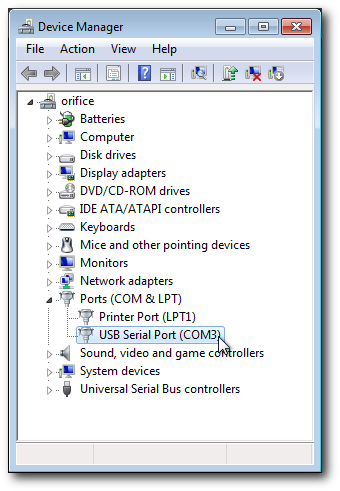 Device Manager
File Action View Help
orifice
Batteries
Computer
Disk drives
Display adapters
DVD/CD-ROM drives
IDE ATA/ATAPI controllers
Keyboards
Mice and other pointing devices
Monitors
Network adapters
Ports (COM & LPT)
Printer Port (LPT1)
USB Serial Port (COM3)
Sound, video and game controllers
System devices
Universal Serial Bus controllers